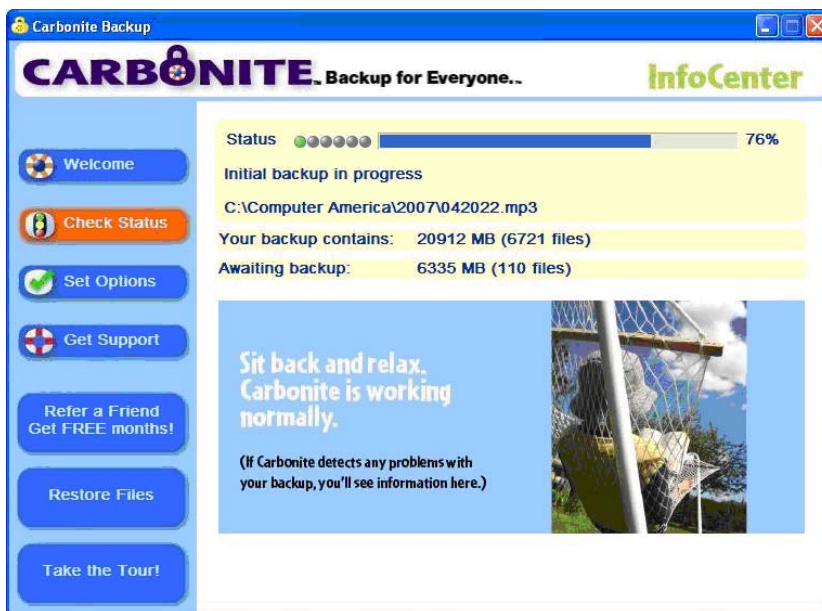 Carbonite Backup
CARBONITE™ Backup for Everyone.™
InfoCenter
Welcome
Check Status
Set Options
Get Support
Refer a Friend
Get FREE months!
Restore Files
Take the Tour!
Status 76%
Initial backup in progress
C:\Computer America\2007\042022.mp3
Your backup contains: 20912 MB (6721 files)
Awaiting backup: 6335 MB (110 files)
Sit back and relax.
Carbonite is working
normally.
(If Carbonite detects any problems with
your backup, you'll see information here.)